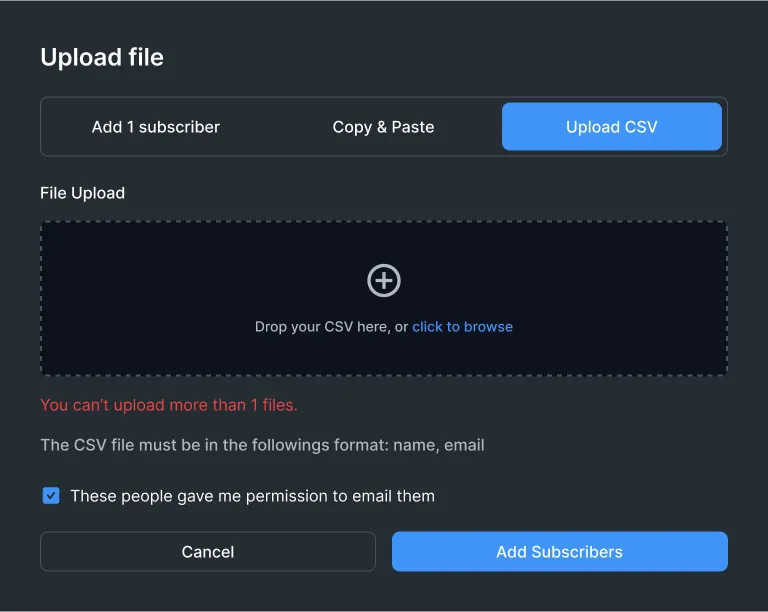 Upload file
Add 1 subscriber
Copy & Paste
Upload CSV
File Upload
Drop your CSV here, or click to browse
You can’t upload more than 1 files.
The CSV file must be in the followings format: name, email
These people gave me permission to email them
Cancel
Add Subscribers